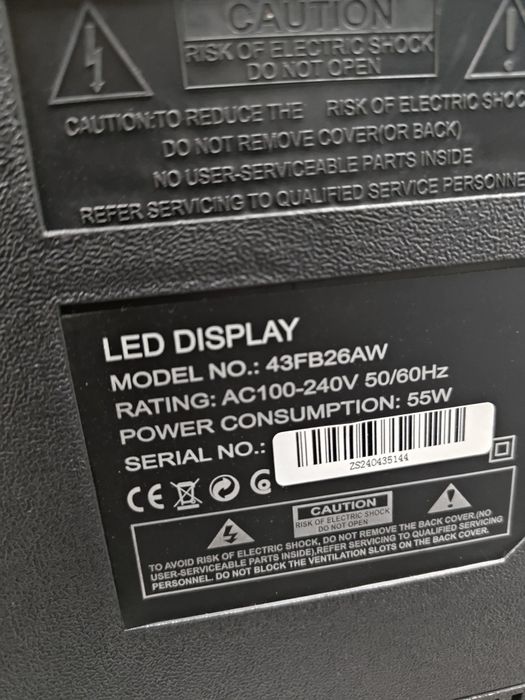 CAUTION
RISK OF ELECTRIC SHOCK
DO NOT OPEN
CAUTION:TO REDUCE THE RISK OF ELECTRIC SHOC
DO NOT REMOVE COVER(OR BACK)
NO USER-SERVICEABLE PARTS INSIDE
REFER SERVICING TO QUALIFIED SERVICE PERSONNE
LED DISPLAY
MODEL NO.: 43FB26AW
RATING: AC100-240V 50/60Hz
POWER CONSUMPTION: 55W
SERIAL NO.:
ZS240435144
CE
CAUTION
RISK OF ELECTRIC SHOCK
DO NOT OPEN
TO AVOID RISK OF ELECTRIC SHOCK, DO NOT REMOVE THE BACK COVER.(NO
USER-SERVICEABLE PARTS INSIDE),REFER SERVICING TO QUALIFIED SERVICING
PERSONNEL. DO NOT BLOCK THE VENTILATION SLOTS ON THE BACK COVER.